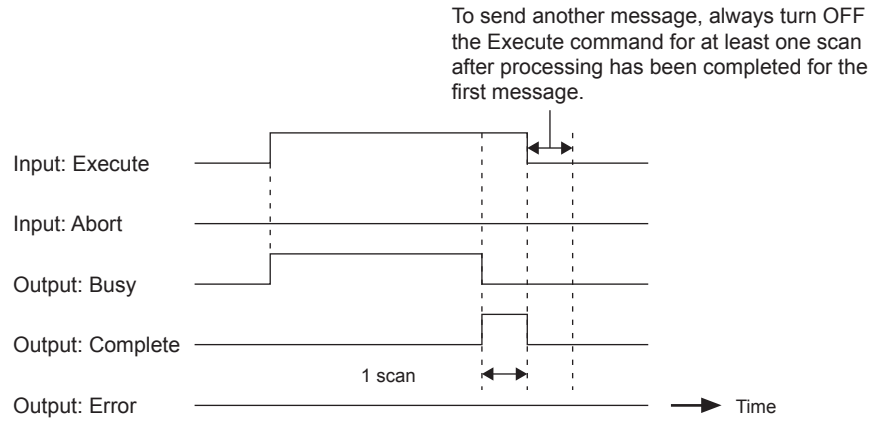 To send another message, always turn OFF
the Execute command for at least one scan
after processing has been completed for the
first message.
Input: Execute
Input: Abort
Output: Busy
Output: Complete
1 scan
Output: Error
Time